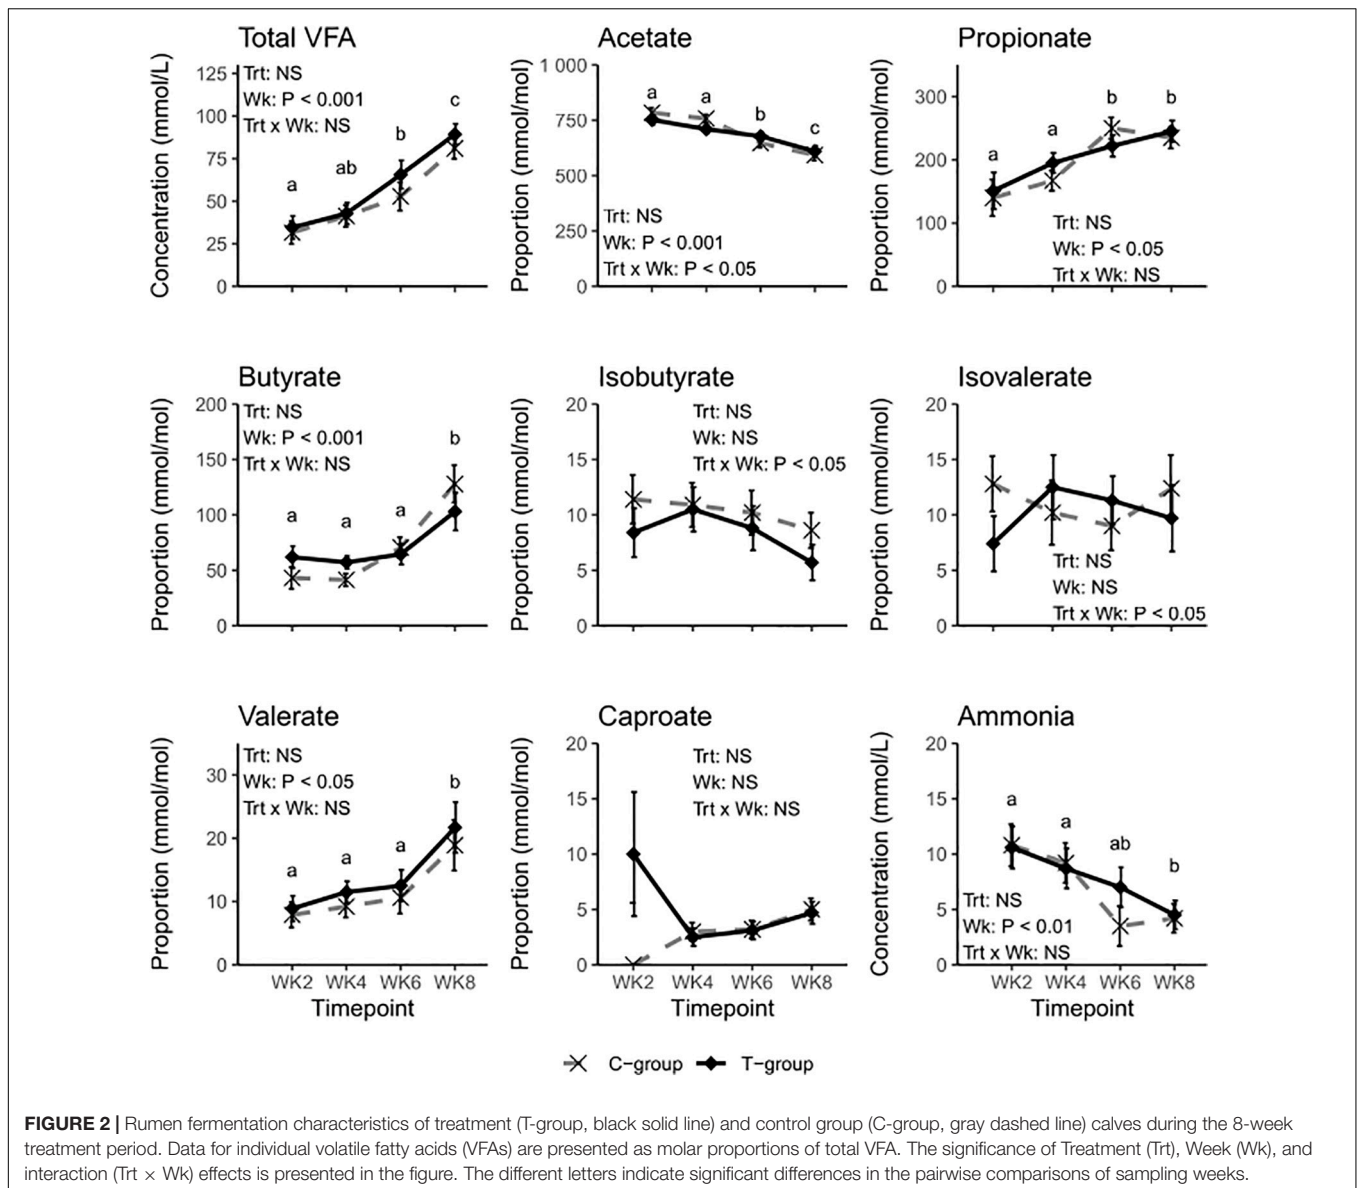 Total VFA
Concentration (mmol/L)
125
100
75
50
25
0
Trt: NS
Wk: P < 0.001
Trt x Wk: NS
a
ab
b
c
Acetate
Proportion (mmol/mol)
1 000
750
500
250
0
a
a
b
c
Trt: NS
Wk: P < 0.001
Trt x Wk: P < 0.05
Propionate
Proportion (mmol/mol)
300
200
100
0
a
a
b
b
Trt: NS
Wk: P < 0.05
Trt x Wk: NS
Butyrate
Proportion (mmol/mol)
200
150
100
50
0
Trt: NS
Wk: P < 0.001
Trt x Wk: NS
a
a
a
b
Isobutyrate
Proportion (mmol/mol)
20
15
10
5
0
Trt: NS
Wk: NS
Trt x Wk: P < 0.05
Isovalerate
Proportion (mmol/mol)
20
15
10
5
0
Trt: NS
Wk: NS
Trt x Wk: P < 0.05
Valerate
Proportion (mmol/mol)
30
20
10
0
Trt: NS
Wk: P < 0.05
Trt x Wk: NS
a
a
a
b
WK2 WK4 WK6 WK8
Timepoint
Caproate
Proportion (mmol/mol)
20
15
10
5
0
Trt: NS
Wk: NS
Trt x Wk: NS
WK2 WK4 WK6 WK8
Timepoint
Ammonia
Concentration (mmol/L)
20
15
10
5
0
a
a
ab
b
Trt: NS
Wk: P < 0.01
Trt x Wk: NS
WK2 WK4 WK6 WK8
Timepoint
C-group T-group
FIGURE 2 | Rumen fermentation characteristics of treatment (T-group, black solid line) and control group (C-group, gray dashed line) calves during the 8-week
treatment period. Data for individual volatile fatty acids (VFAs) are presented as molar proportions of total VFA. The significance of Treatment (Trt), Week (Wk), and
interaction (Trt × Wk) effects is presented in the figure. The different letters indicate significant differences in the pairwise comparisons of sampling weeks.